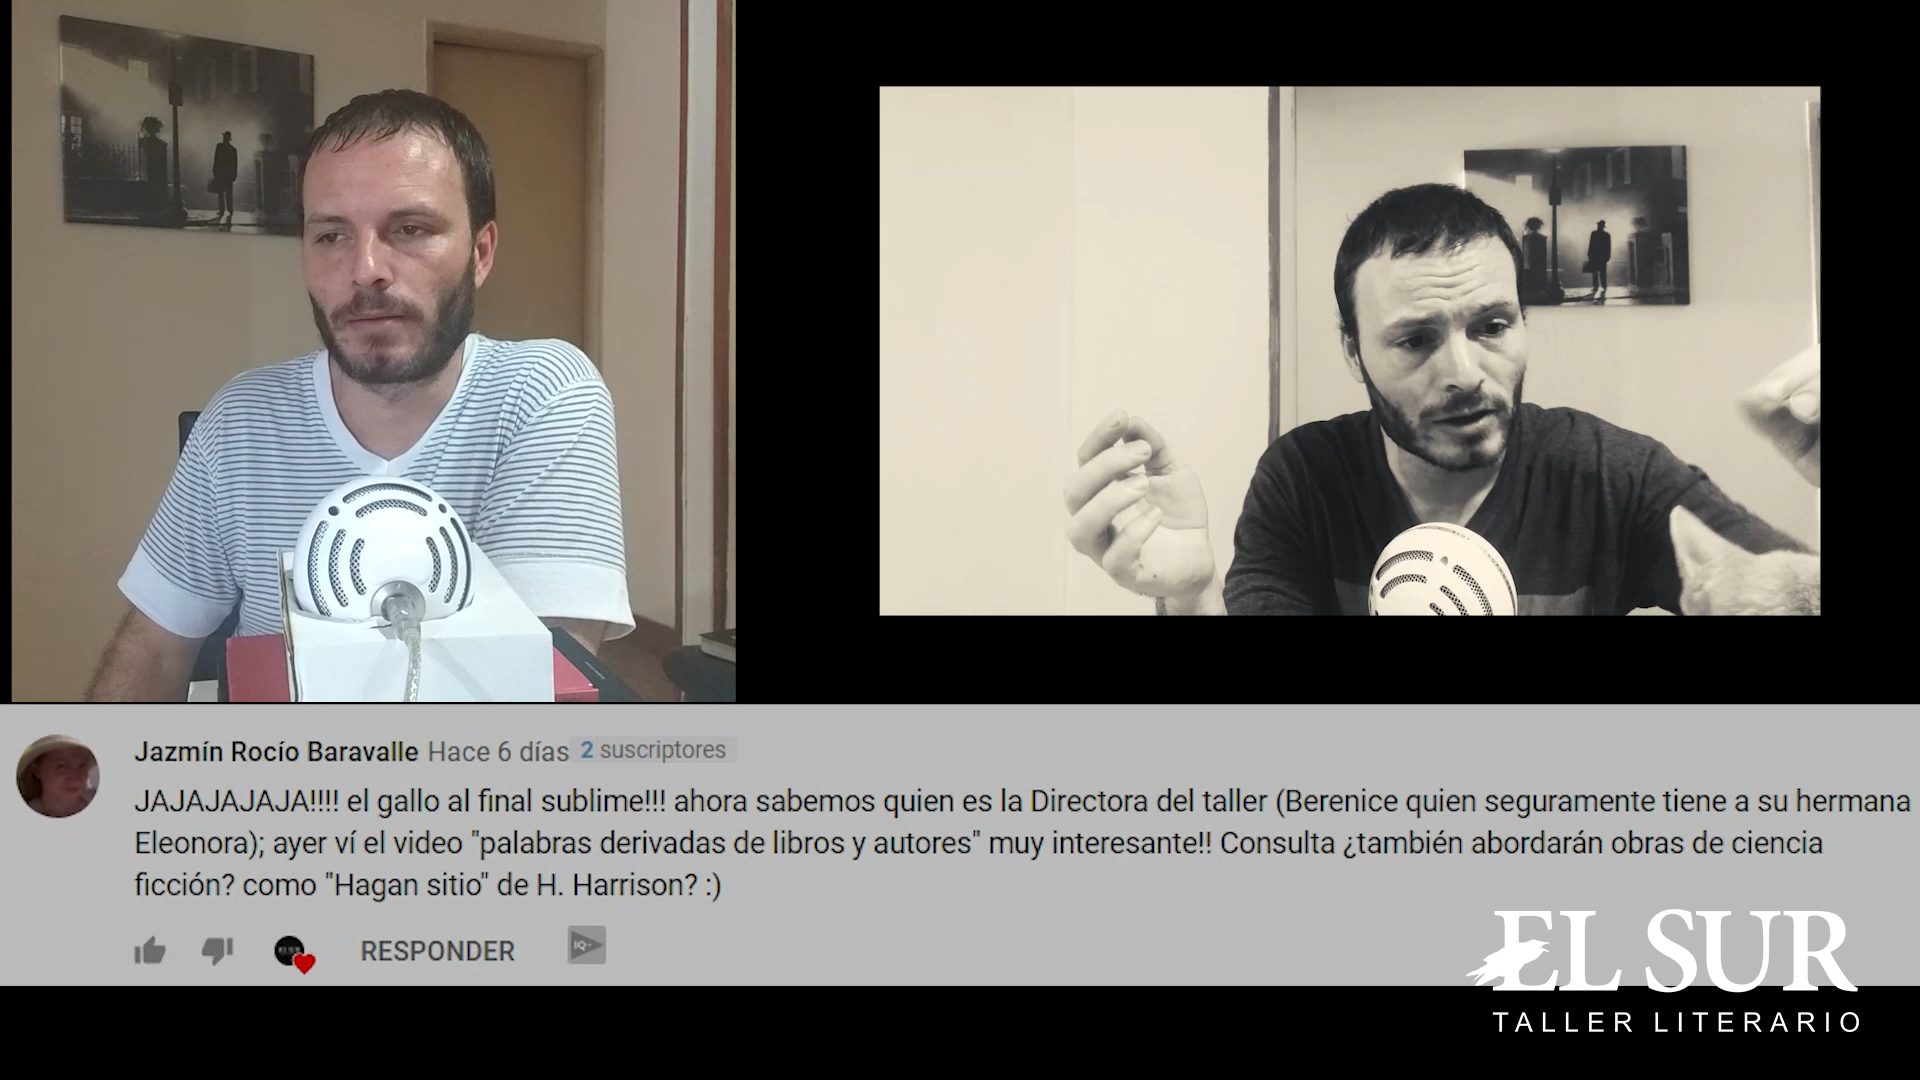 Jazmín Rocío Baravalle Hace 6 días 2 suscriptores
JAJAJAJAJA!!!! el gallo al final sublime!!! ahora sabemos quien es la Directora del taller (Berenice quien seguramente tiene a su hermana
Eleonora); ayer ví el video "palabras derivadas de libros y autores" muy interesante!! Consulta ¿también abordarán obras de ciencia
ficción? como "Hagan sitio" de H. Harrison? :)
RESPONDER
IQ-
EL SUR
TALLER LITERARIO